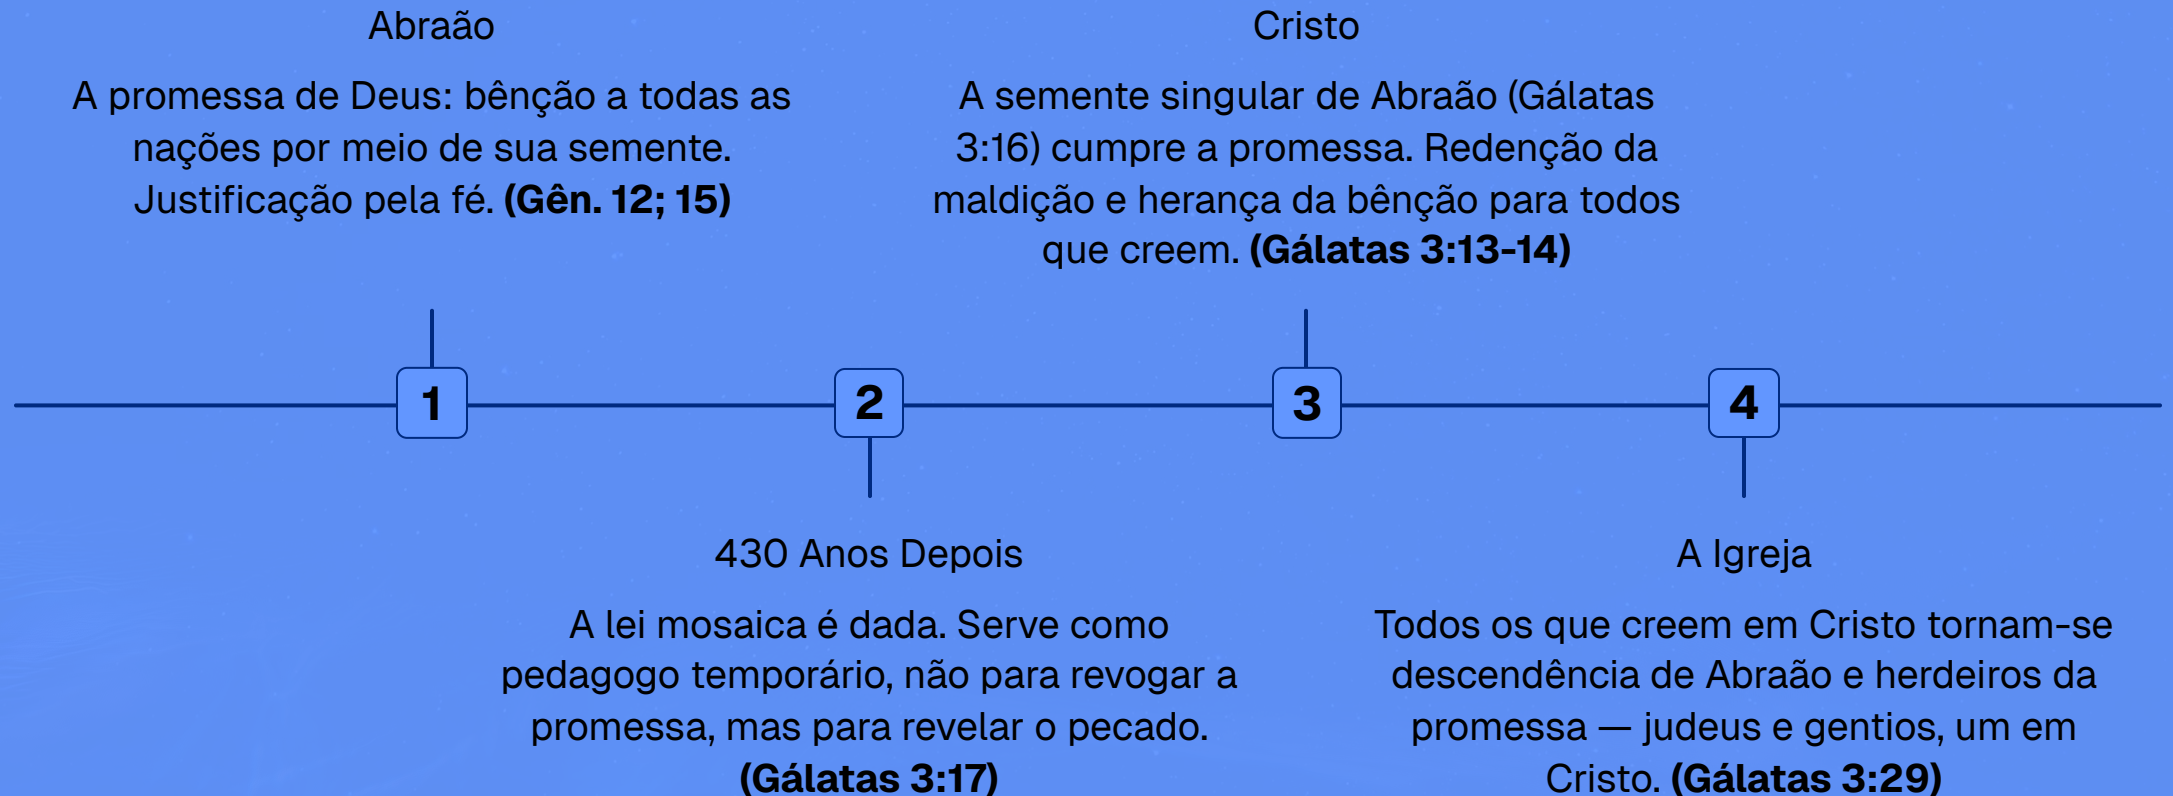 Abraão
A promessa de Deus: bênção a todas as
nações por meio de sua semente.
Justificação pela fé. (Gên. 12; 15)
Cristo
A semente singular de Abraão (Gálatas
3:16) cumpre a promessa. Redenção da
maldição e herança da bênção para todos
que creem. (Gálatas 3:13-14)
1
2
3
4
430 Anos Depois
A lei mosaica é dada. Serve como
pedagogo temporário, não para revogar a
promessa, mas para revelar o pecado.
(Gálatas 3:17)
A Igreja
Todos os que creem em Cristo tornam-se
descendência de Abraão e herdeiros da
promessa — judeus e gentios, um em
Cristo. (Gálatas 3:29)